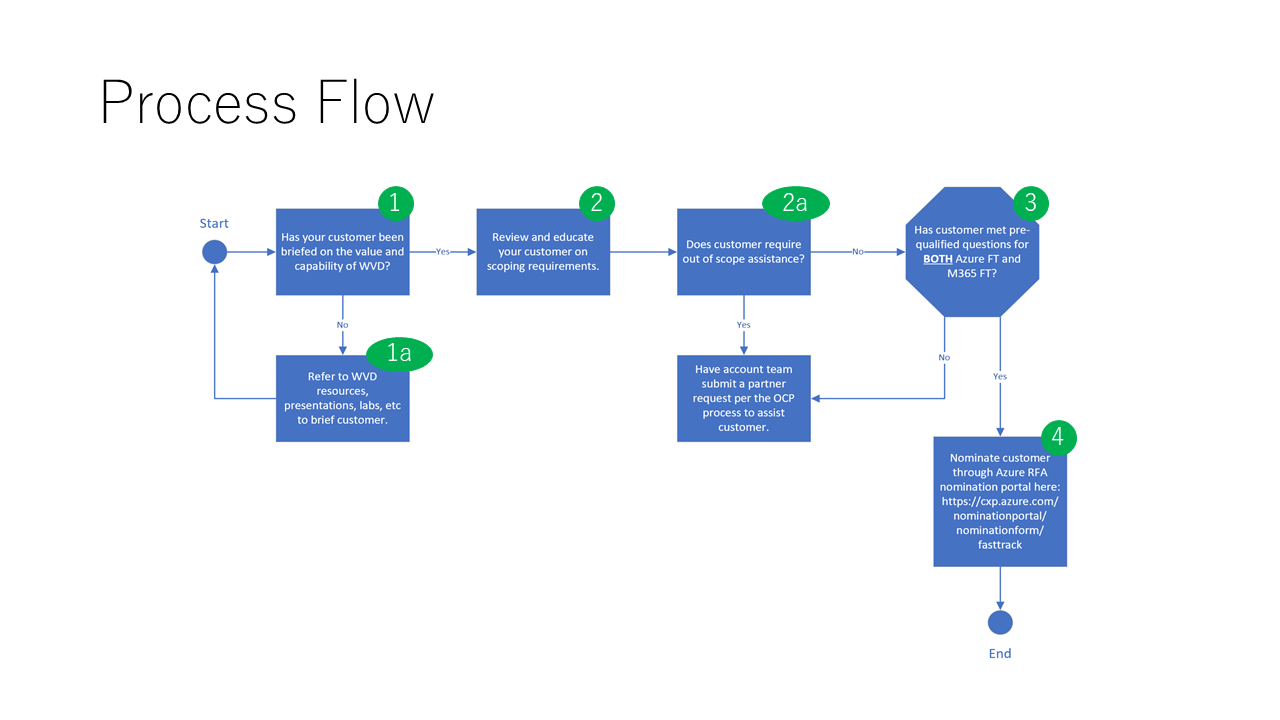 Process Flow
Start
1
Has your customer been
briefed on the value and
capability of WVD?
Yes
2
Review and educate
your customer on
scoping requirements.
2a
Does customer require
out of scope assistance?
No
3
Has customer met pre-
qualified questions for
BOTH Azure FT and
M365 FT?
No
1a
Refer to WVD
resources,
presentations, labs, etc
to brief customer.
Yes
Have account team
submit a partner
request per the OCP
process to assist
customer.
No
Yes
4
Nominate customer
through Azure RFA
nomination portal here:
https://cxp.azure.com/
nominationportal/
nominationform/
fasttrack
End